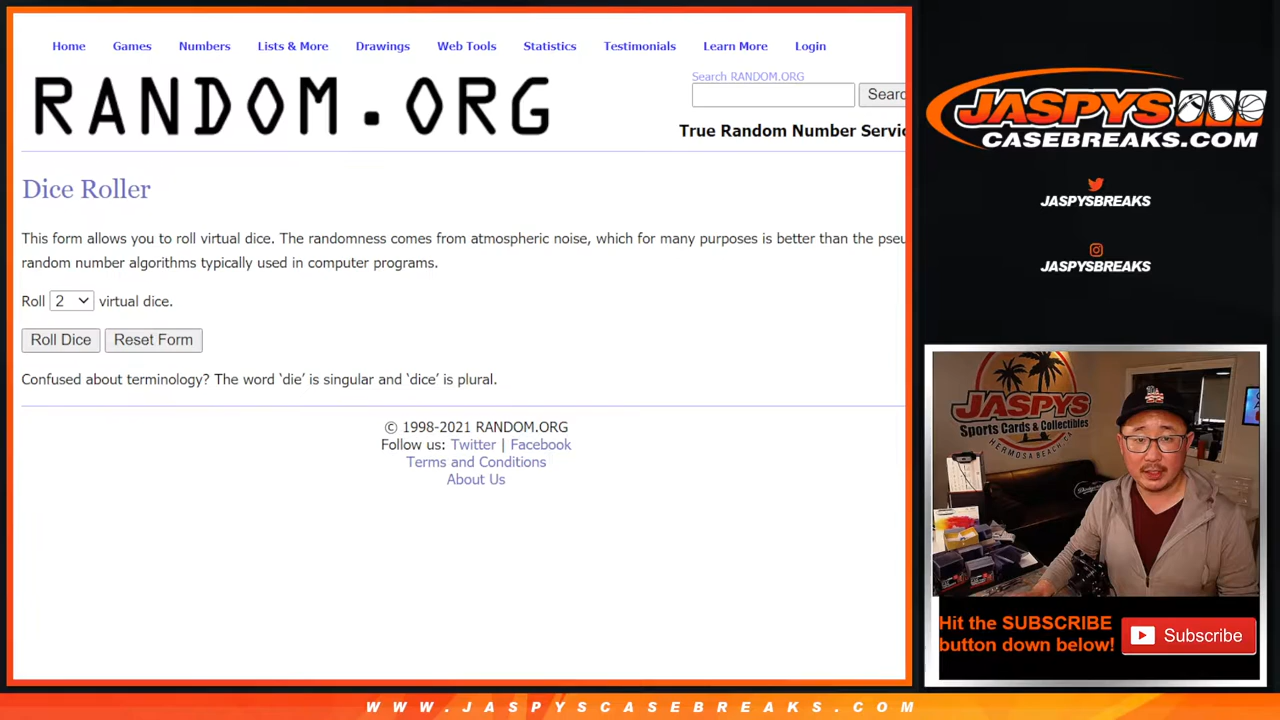 Home Games Numbers Lists & More Drawings Web Tools Statistics Testimonials Learn More Login
RANDOM.ORG
Search RANDOM.ORG
Searc
True Random Number Servic
Dice Roller
This form allows you to roll virtual dice. The randomness comes from atmospheric noise, which for many purposes is better than the pseu
random number algorithms typically used in computer programs.
Roll 2 virtual dice.
Roll Dice Reset Form
Confused about terminology? The word ‘die’ is singular and ‘dice’ is plural.
© 1998-2021 RANDOM.ORG
Follow us: Twitter | Facebook
Terms and Conditions
About Us
JASPYS
CASEBREAKS.COM
JASPYSBREAKS
JASPYSBREAKS
JASPYS
Sports Cards & Collectibles
HERMOSA BEACH CA
Hit the SUBSCRIBE
button down below!
Subscribe
WWW.JASPYSCASEBREAKS.COM